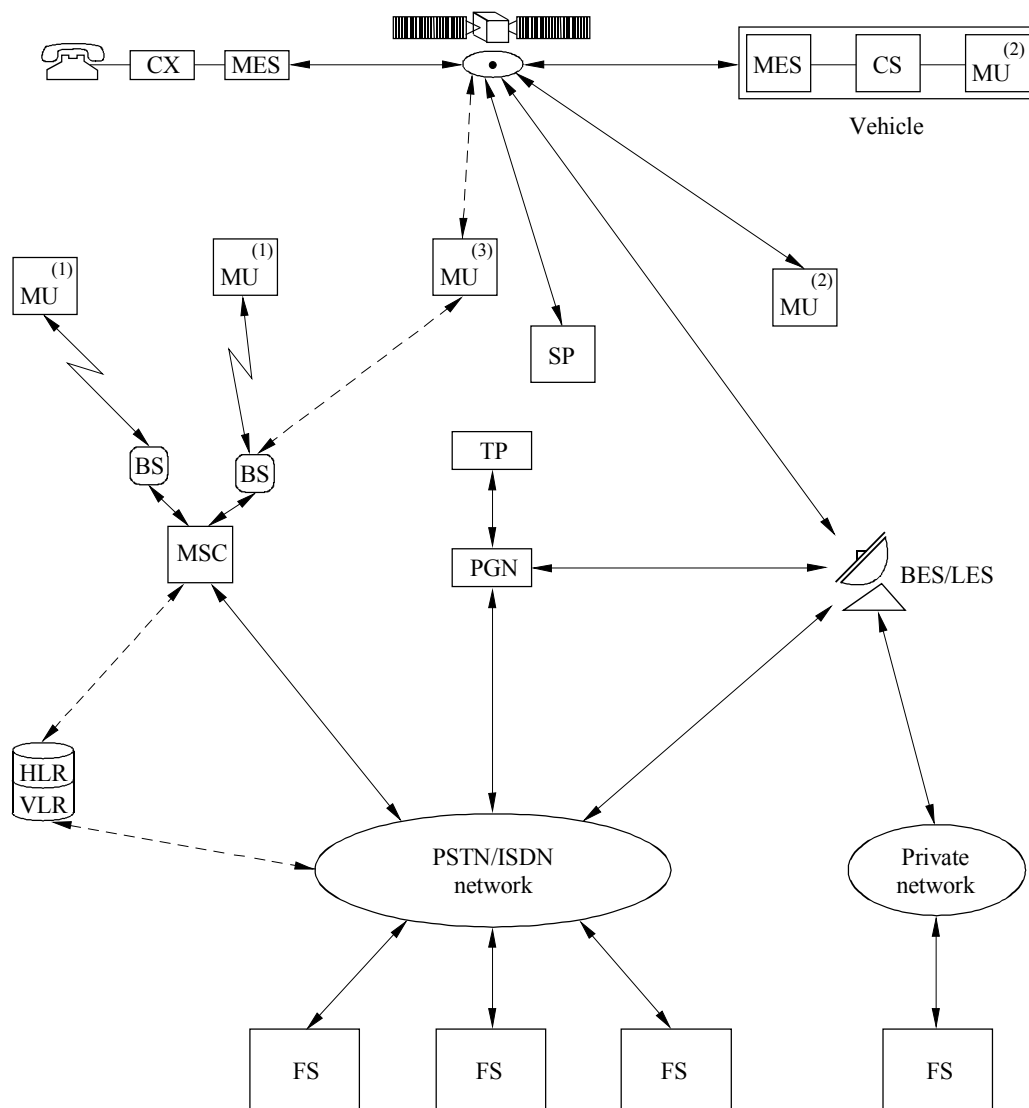 CX
MES
MES
CS
(2)
MU
Vehicle
(1)
MU
(1)
MU
(3)
MU
(2)
MU
SP
BS
BS
TP
MSC
PGN
BES/LES
HLR
VLR
PSTN/ISDN
network
Private
network
FS
FS
FS
FS